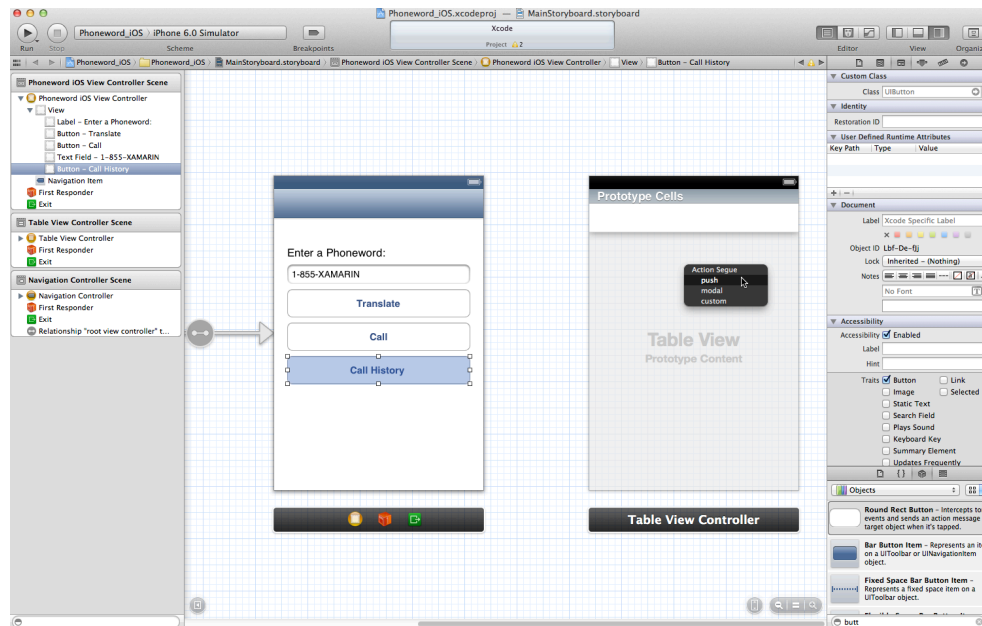 Phoneword_iOS.xcodeproj — MainStoryboard.storyboard
Phoneword_iOS iPhone 6.0 Simulator
Xcode
Project 2
Run Stop Scheme Breakpoints Editor View
Phoneword_iOS Phoneword_iOS MainStoryboard.storyboard Phoneword iOS View Controller Scene Phoneword iOS View Controller View Button – Call History
Phoneword iOS View Controller Scene
Phoneword iOS View Controller
View
Label – Enter a Phoneword:
Button – Translate
Button – Call
Text Field – 1-855-XAMARIN
Button – Call History
Navigation Item
First Responder
Exit
Table View Controller Scene
Table View Controller
First Responder
Exit
Navigation Controller Scene
Navigation Controller
First Responder
Exit
Relationship "root view controller" t...
Enter a Phoneword:
1-855-XAMARIN
Translate
Call
Call History
Prototype Cells
Action Segue
push
modal
custom
Table View
Prototype Content
Table View Controller
Custom Class
Class UIButton
Identity
Restoration ID
User Defined Runtime Attributes
Key Path Type Value
Document
Label Xcode Specific Label
Object ID Lbf-De-fJJ
Lock Inherited – (Nothing)
Notes
No Font
Accessibility
Accessibility Enabled
Label
Hint
Traits Button Link
Image Selected
Static Text
Search Field
Plays Sound
Keyboard Key
Summary Element
Updates Frequently
Objects
Round Rect Button – Intercepts to
events and sends an action message
target object when it's tapped.
Bar Button Item – Represents an
on a UIToolbar or UINavigationItem
object.
Fixed Space Bar Button Item –
Represents a fixed space item on a
UIToolbar object.
butt